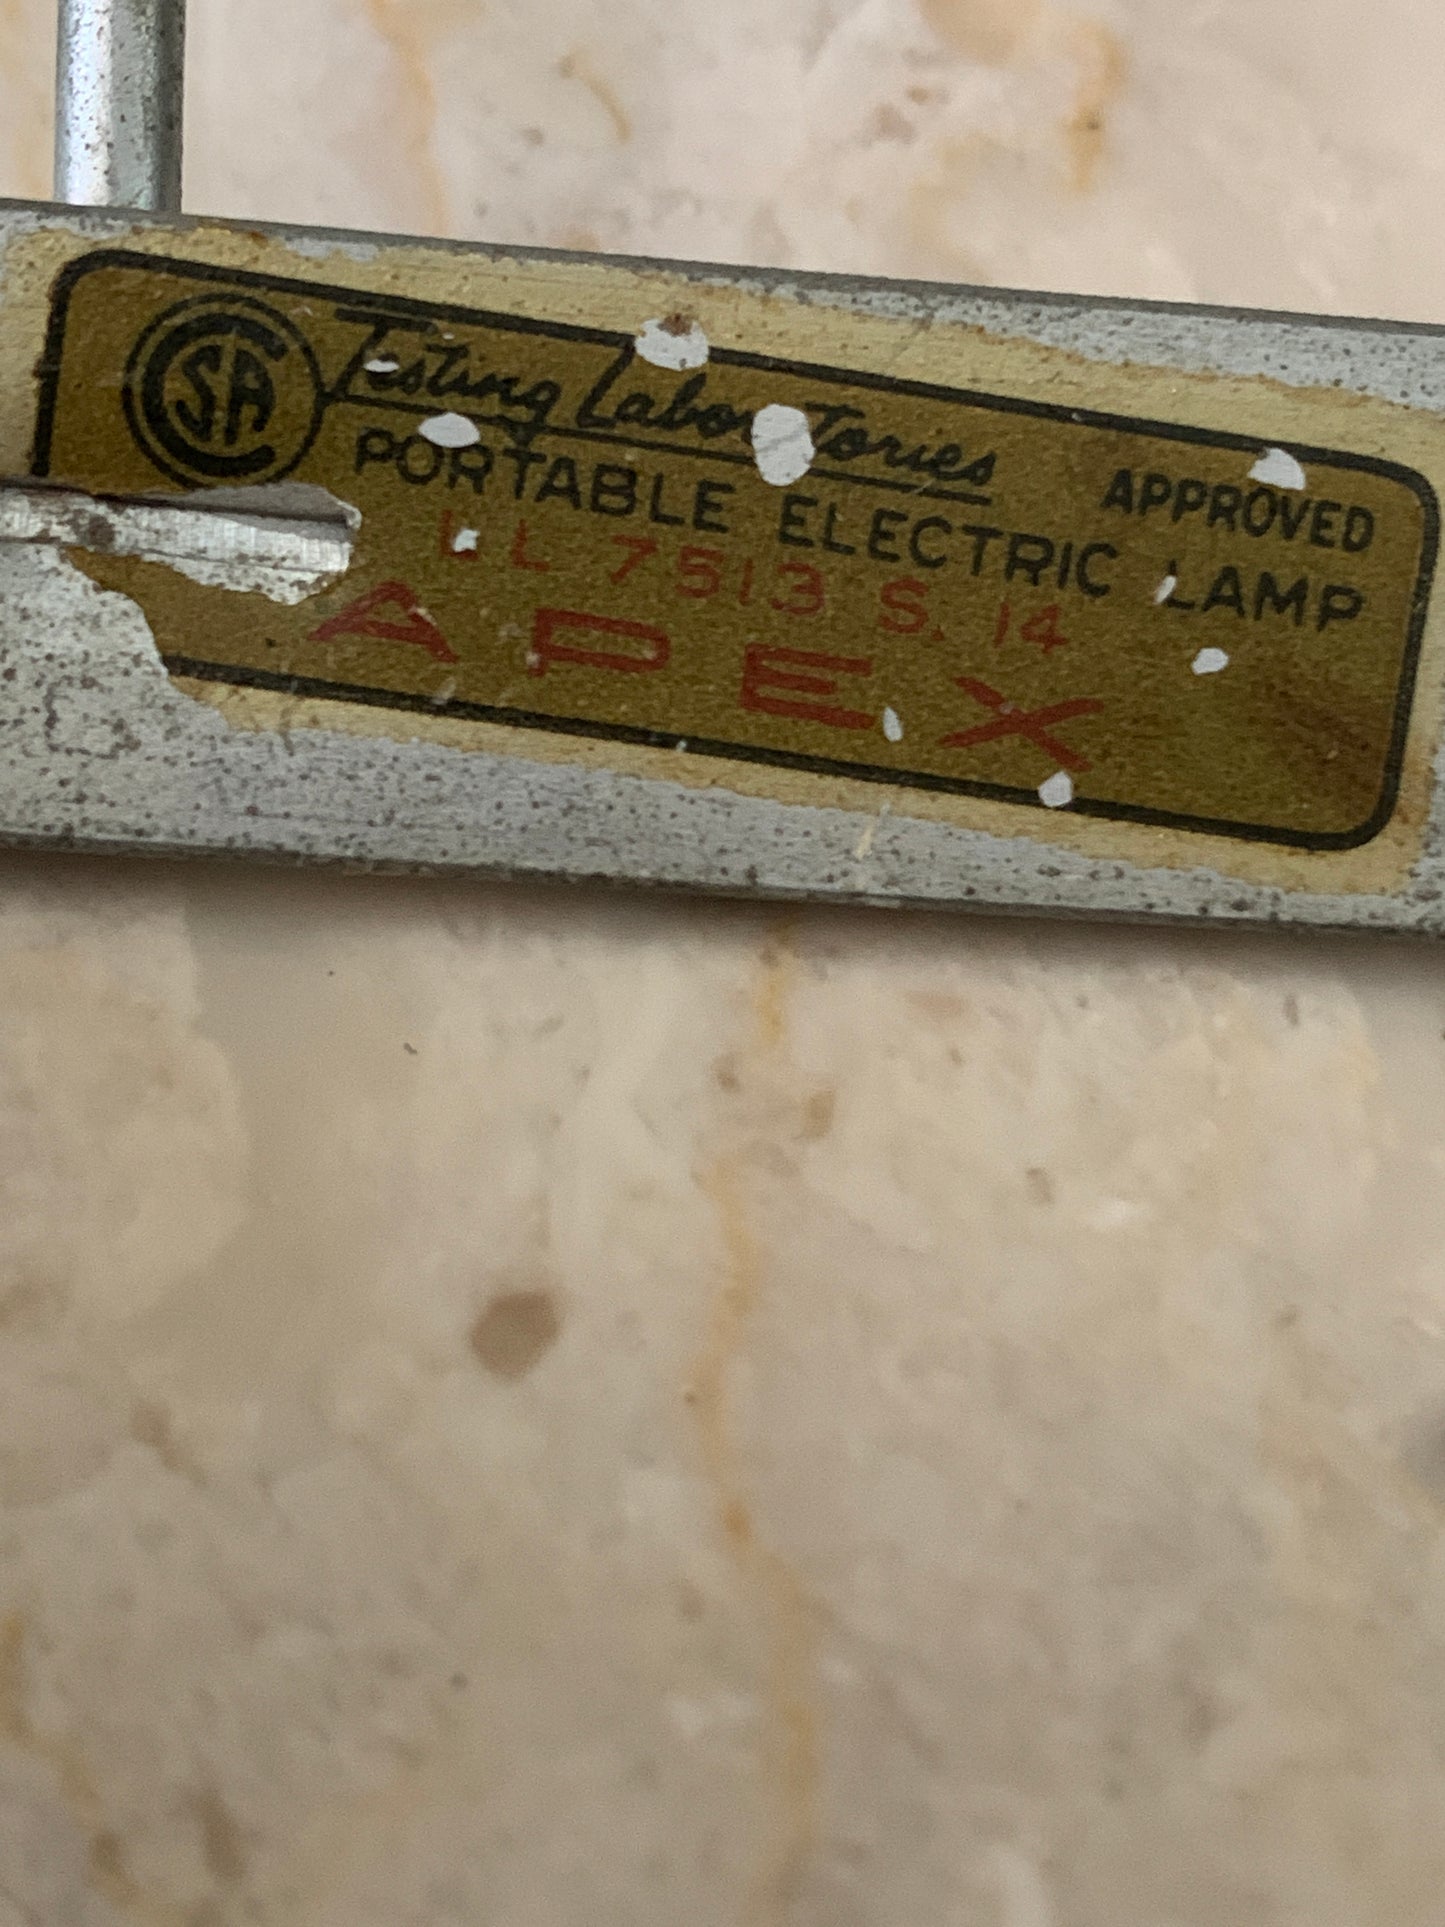 CSA Testing Laboratories APPROVED
PORTABLE ELECTRIC LAMP
LL 7513 S. 14
APEX